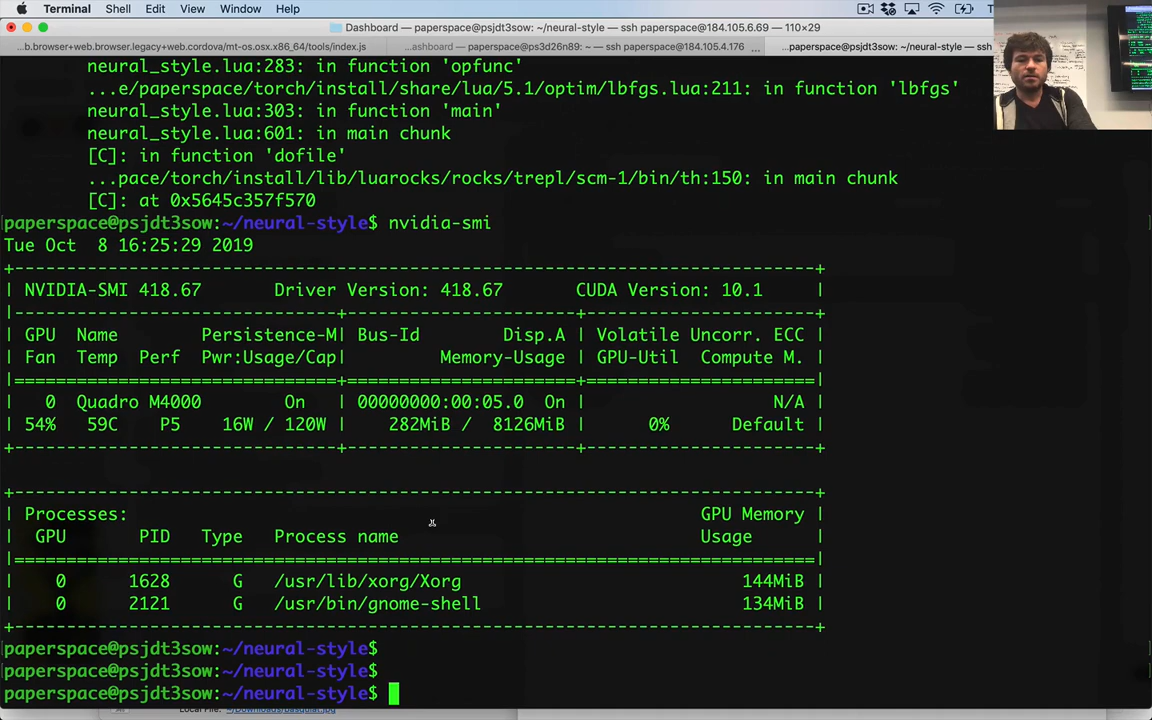 Terminal Shell Edit View Window Help
Dashboard — paperspace@psjdt3sow: ~/neural-style — ssh paperspace@184.105.6.69 — 110×29
...b.browser+web.browser.legacy+web.cordova/mt-os.osx.x86_64/tools/index.js ...ashboard — paperspace@ps3d26n89: ~ — ssh paperspace@184.105.4.176 ... ...paperspace@psjdt3sow: ~/neural-style — ssh
neural_style.lua:283: in function 'opfunc'
...e/paperspace/torch/install/share/lua/5.1/optim/lbfgs.lua:211: in function 'lbfgs'
neural_style.lua:303: in function 'main'
neural_style.lua:601: in main chunk
[C]: in function 'dofile'
...pace/torch/install/lib/luarocks/rocks/trepl/scm-1/bin/th:150: in main chunk
[C]: at 0x5645c357f570
paperspace@psjdt3sow:~/neural-style$ nvidia-smi
Tue Oct  8 16:25:29 2019
+-----------------------------------------------------------------------------+
| NVIDIA-SMI 418.67       Driver Version: 418.67       CUDA Version: 10.1     |
|-------------------------------+----------------------+----------------------+
| GPU  Name        Persistence-M| Bus-Id        Disp.A | Volatile Uncorr. ECC
| Fan  Temp  Perf  Pwr:Usage/Cap|         Memory-Usage | GPU-Util  Compute M. |
|===============================+======================+======================|
|   0  Quadro M4000        On  | 00000000:00:05.0  On |                  N/A |
| 54%   59C    P5    16W / 120W |    282MiB /  8126MiB |      0%      Default |
+-------------------------------+----------------------+----------------------+
+-----------------------------------------------------------------------------+
| Processes:                                                       GPU Memory |
|  GPU       PID   Type   Process name                             Usage      |
|=============================================================================|
|    0      1628      G   /usr/lib/xorg/Xorg                           144MiB |
|    0      2121      G   /usr/bin/gnome-shell                         134MiB |
+-----------------------------------------------------------------------------+
paperspace@psjdt3sow:~/neural-style$
paperspace@psjdt3sow:~/neural-style$
paperspace@psjdt3sow:~/neural-style$